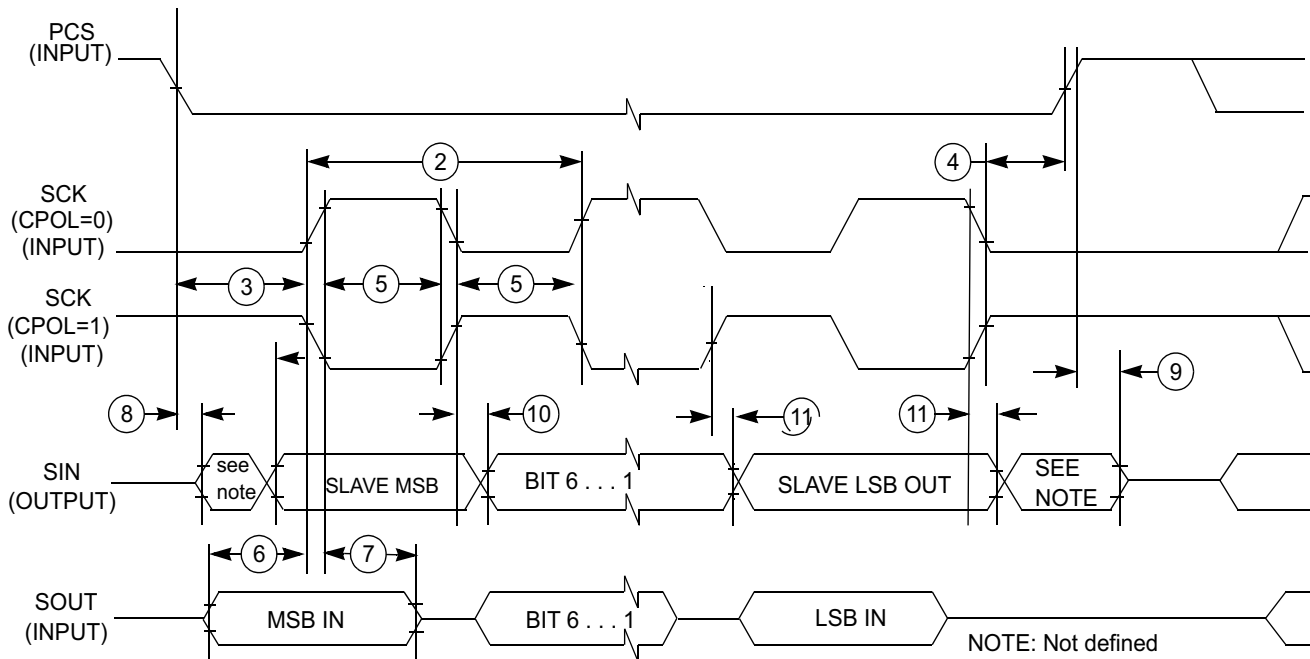 PCS
(INPUT)
2
4
SCK
(CPOL=0)
(INPUT)
3
5
5
SCK
(CPOL=1)
(INPUT)
9
8
10
11
11
SIN
(OUTPUT)
see
note
SLAVE MSB
BIT 6 . . . 1
SLAVE LSB OUT
SEE
NOTE
6
7
SOUT
(INPUT)
MSB IN
BIT 6 . . . 1
LSB IN
NOTE: Not defined